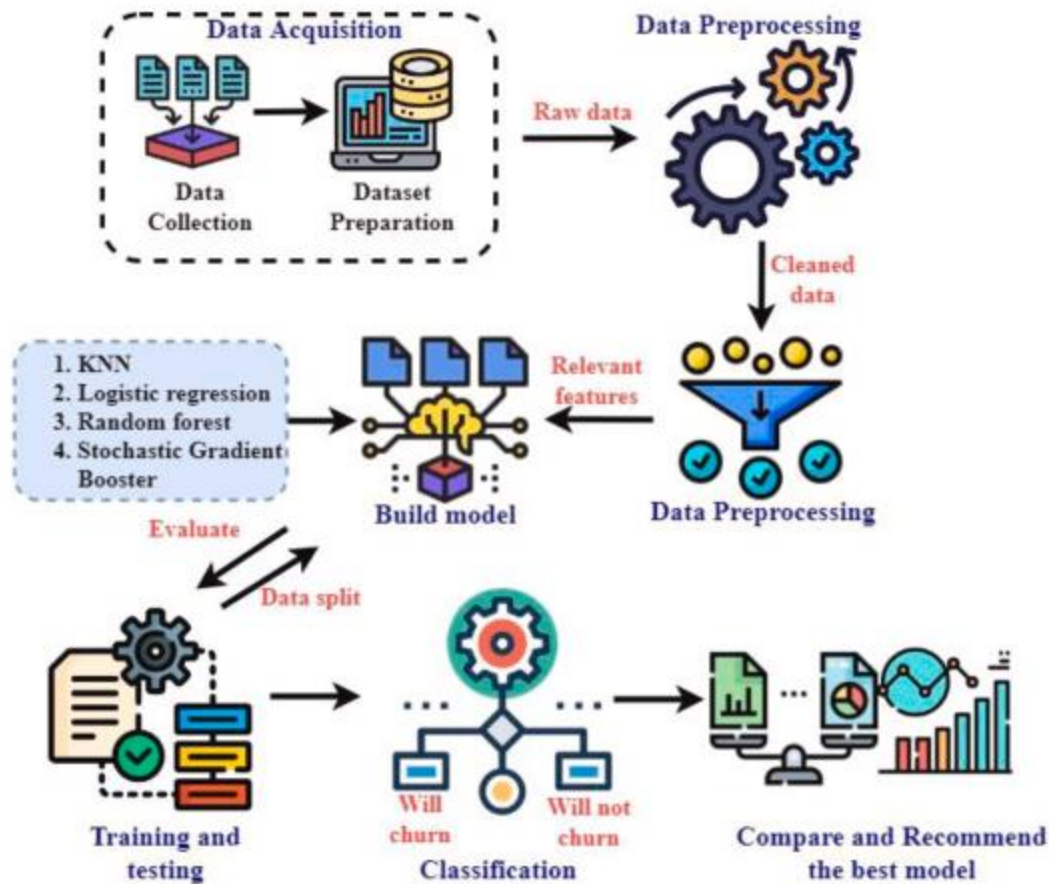 Data Acquisition
Data
Collection
Dataset
Preparation
Raw data
Data Preprocessing
Cleaned
data
1. KNN
2. Logistic regression
3. Random forest
4. Stochastic Gradient
Booster
Build model
Relevant
features
Data Preprocessing
Evaluate
Data split
Training and
testing
Will
churn
Will not
churn
Classification
Compare and Recommend
the best model